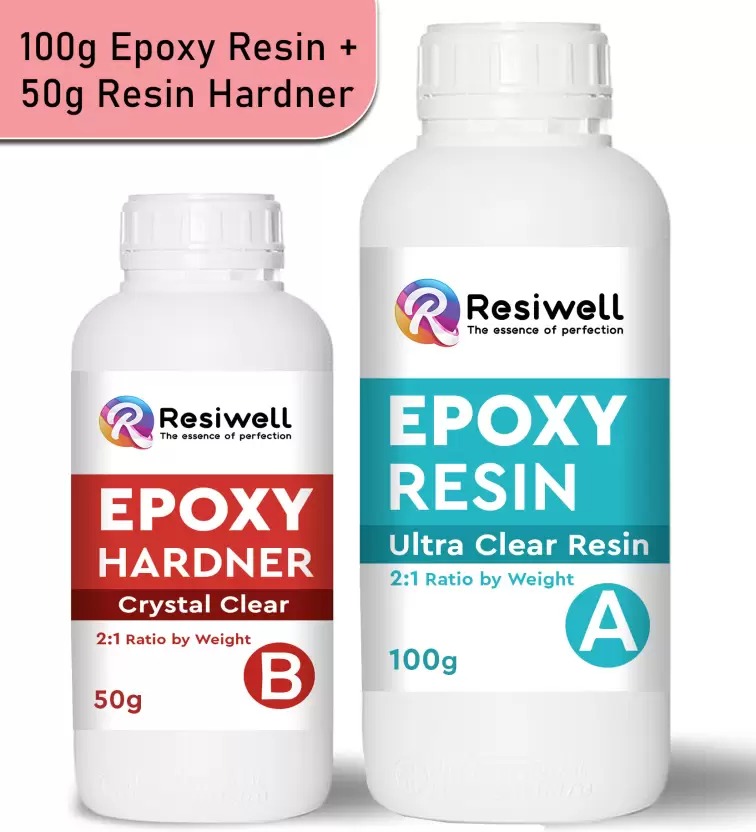 100g Epoxy Resin +
50g Resin Hardner
Resiwell
The essence of perfection
EPOXY
HARDNER
Crystal Clear
2:1 Ratio by Weight
B
50g
Resiwell
The essence of perfection
EPOXY
RESIN
Ultra Clear Resin
2:1 Ratio by Weight
A
100g